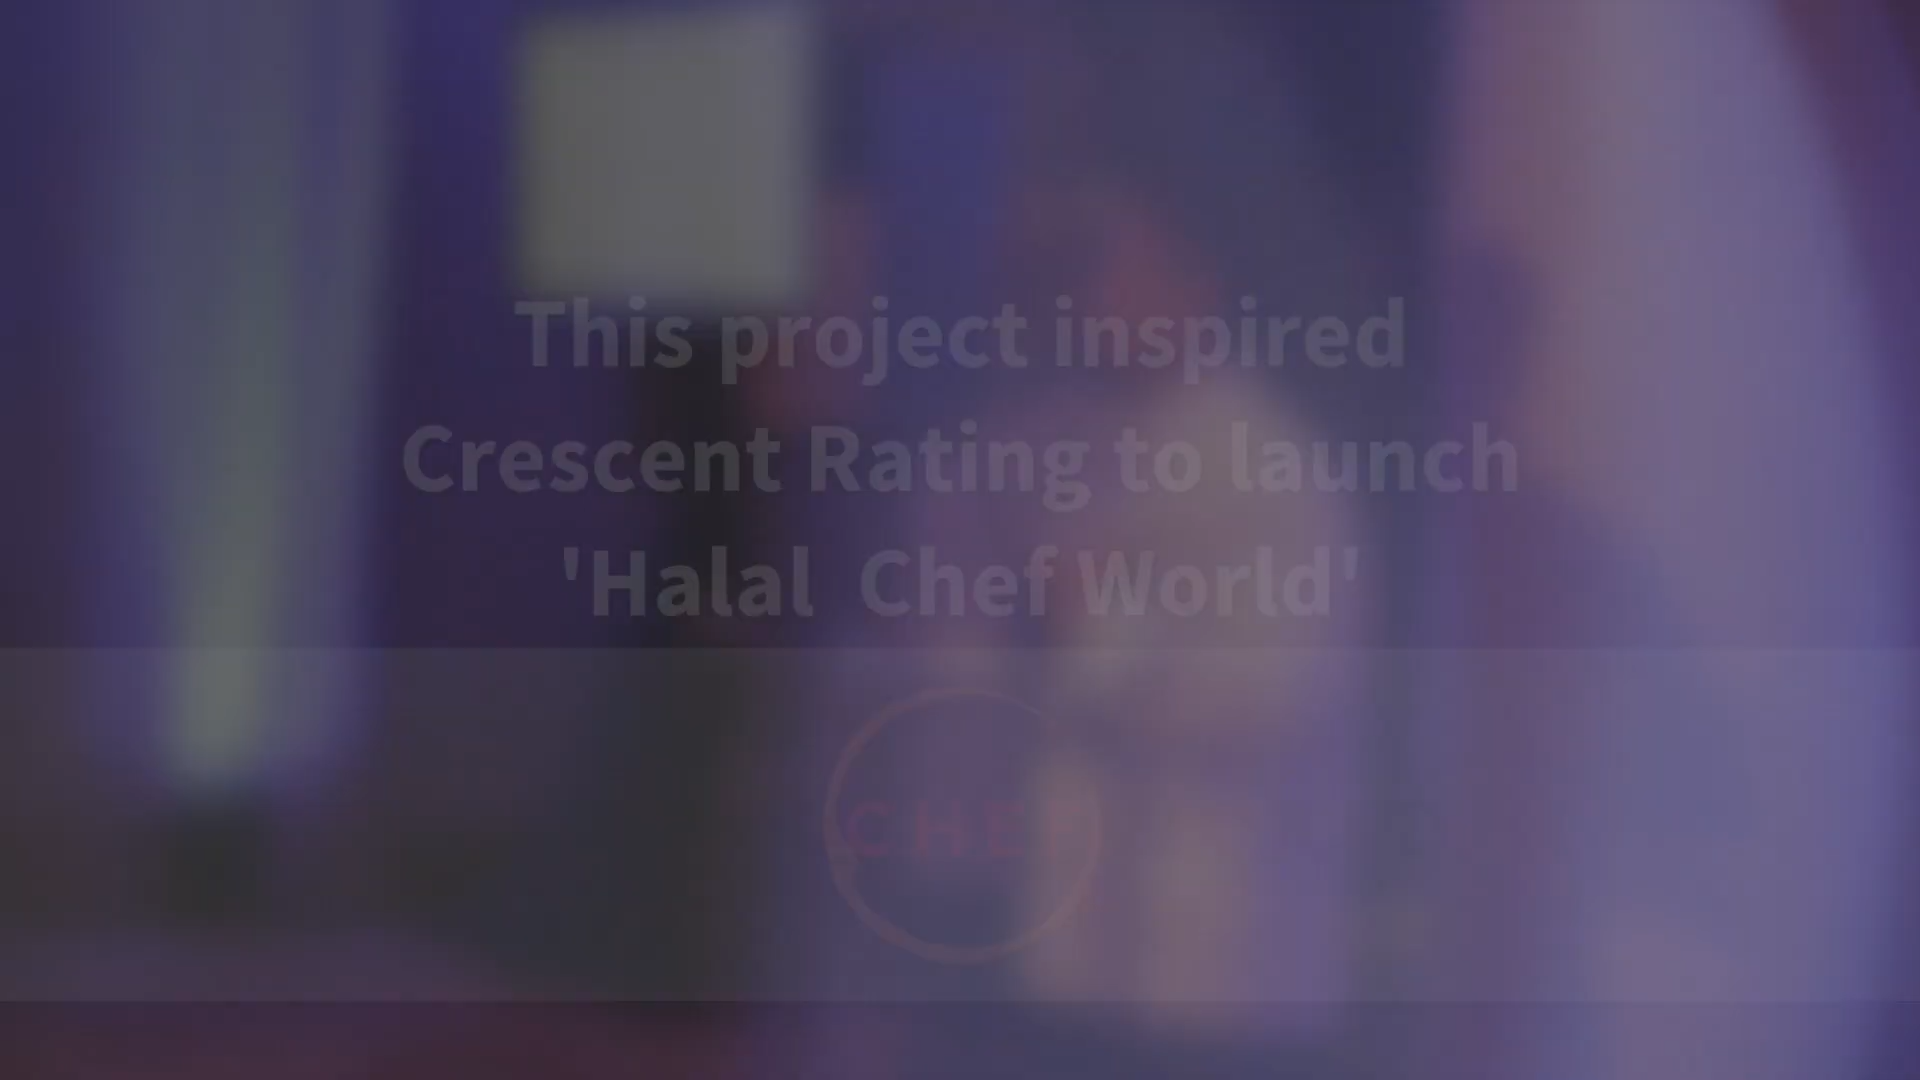 This project inspired
Crescent Rating to launch
'Halal  Chef World'
CHEF